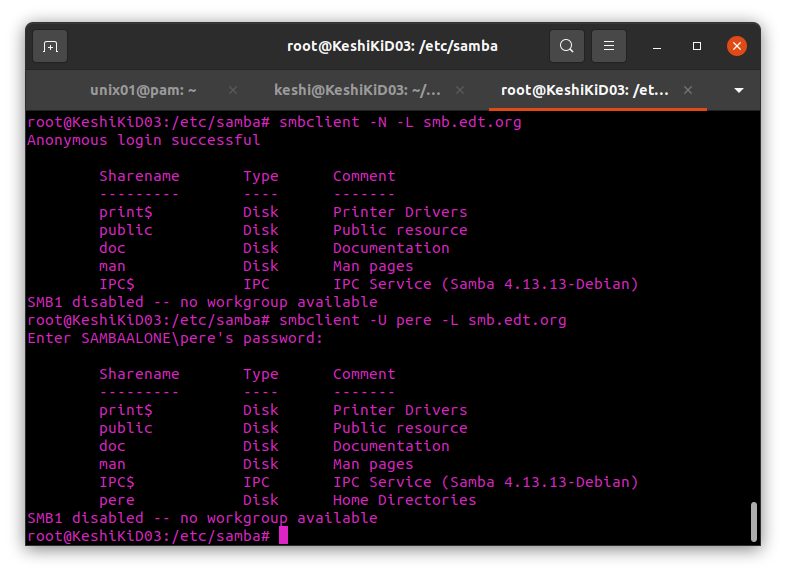 root@KeshiKiD03: /etc/samba
unix01@pam: ~
keshi@KeshiKiD03: ~/...
root@KeshiKiD03: /et...
root@KeshiKiD03:/etc/samba# smbclient -N -L smb.edt.org
Anonymous login successful
Sharename Type Comment
--------- ---- -------
print$ Disk Printer Drivers
public Disk Public resource
doc Disk Documentation
man Disk Man pages
IPC$ IPC IPC Service (Samba 4.13.13-Debian)
SMB1 disabled -- no workgroup available
root@KeshiKiD03:/etc/samba# smbclient -U pere -L smb.edt.org
Enter SAMBAALONE\pere's password:
Sharename Type Comment
--------- ---- -------
print$ Disk Printer Drivers
public Disk Public resource
doc Disk Documentation
man Disk Man pages
IPC$ IPC IPC Service (Samba 4.13.13-Debian)
pere Disk Home Directories
SMB1 disabled -- no workgroup available
root@KeshiKiD03:/etc/samba#